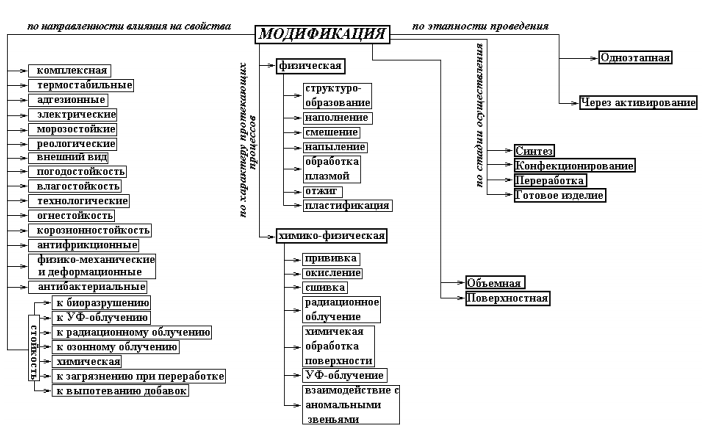 по направленности влияния на свойства
МОДИФИКАЦИЯ
по этапности проведения
комплексная
термостабильные
адгезионные
электрические
морозостойкие
реологические
внешний вид
погодостойкость
влагостойкость
технологические
огнестойкость
корозионностойкость
антифрикционные
физико-механические
и деформационные
антибактериальные
стойкость
к биоразрушению
к УФ-облучению
к радиационному облучению
к озонному облучению
химическая
к загрязнению при переработке
к выпотеванию добавок
по характеру протекающих
процессов
физическая
структуро-
образование
наполнение
смешение
напыление
обработка
плазмой
отжиг
пластификация
химико-физическая
прививка
окисление
сшивка
радиационное
облучение
химичекая
обработка
поверхности
УФ-облучение
взаимодействие с
аномальными
звеньями
по стадии осуществления
Одноэтапная
Через активирование
Синтез
Конфекционирование
Переработка
Готовое изделие
Объемная
Поверхностная